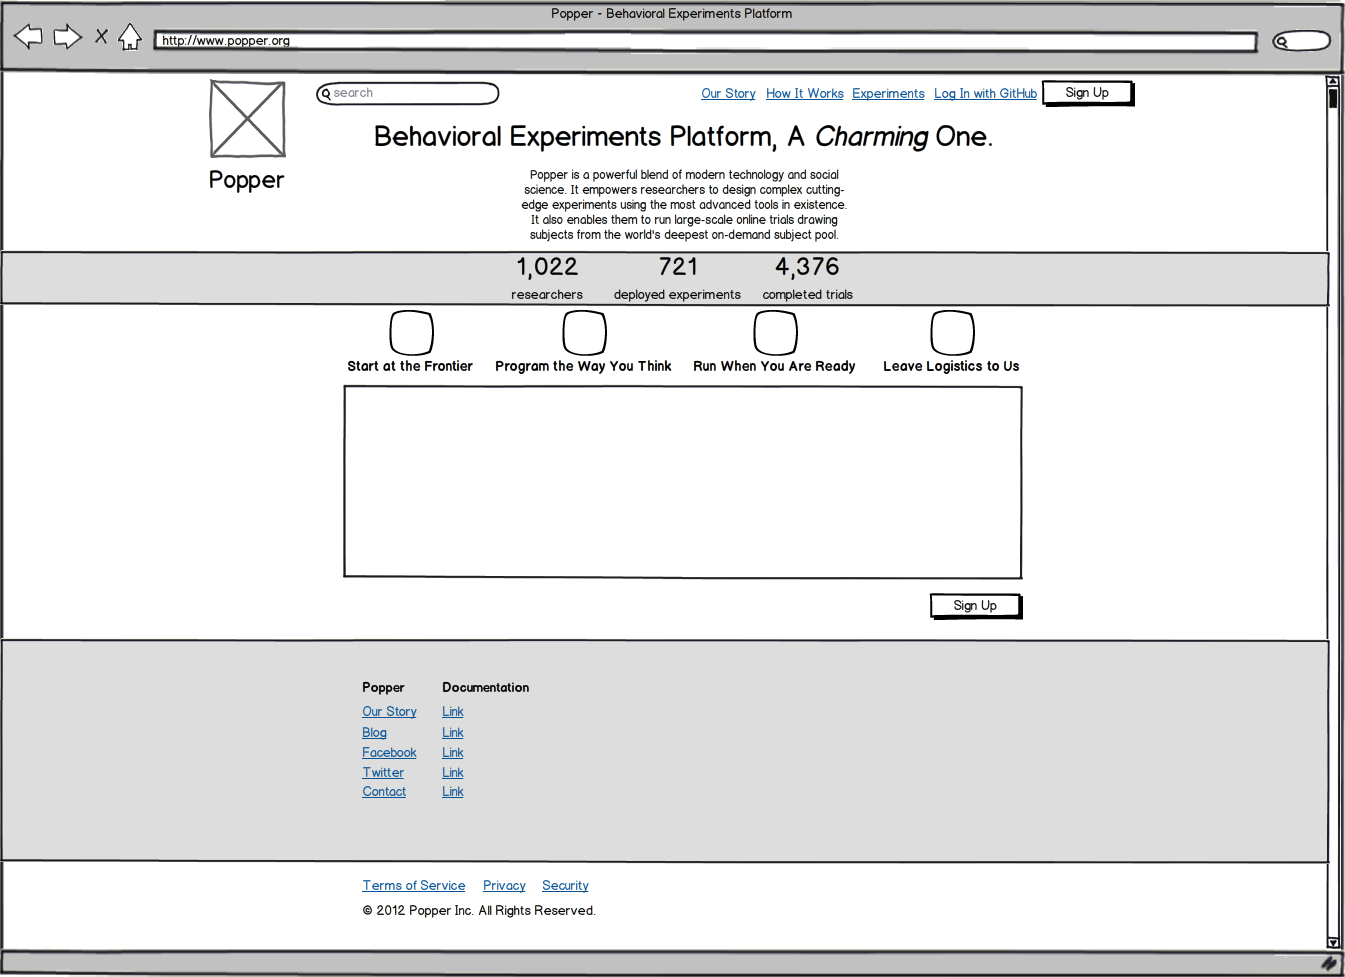 Popper - Behavioral Experiments Platform
http://www.popper.org
search
Our Story How It Works Experiments Log In with GitHub Sign Up
Behavioral Experiments Platform, A Charming One.
Popper
Popper is a powerful blend of modern technology and social
science. It empowers researchers to design complex cutting-
edge experiments using the most advanced tools in existence.
It also enables them to run large-scale online trials drawing
subjects from the world's deepest on-demand subject pool.
1,022 721 4,376
researchers deployed experiments completed trials
Start at the Frontier Program the Way You Think Run When You Are Ready Leave Logistics to Us
Sign Up
Popper Documentation
Our Story Link
Blog Link
Facebook Link
Twitter Link
Contact Link
Terms of Service Privacy Security
© 2012 Popper Inc. All Rights Reserved.